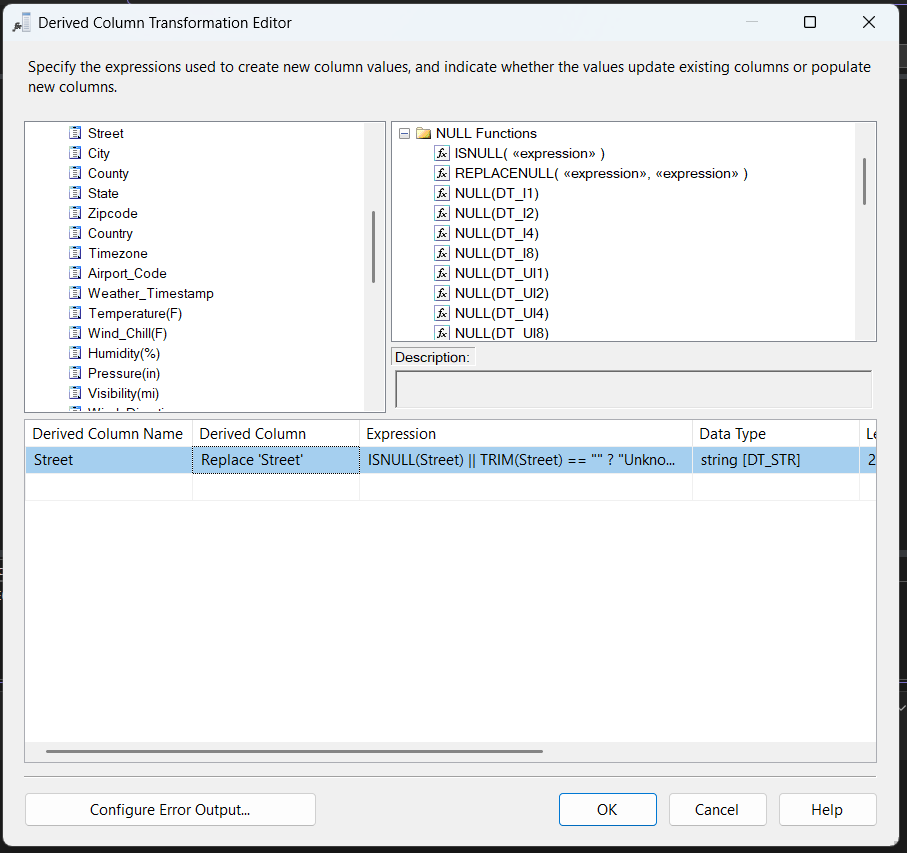 Derived Column Transformation Editor
Specify the expressions used to create new column values, and indicate whether the values update existing columns or populate
new columns.
Street
City
County
State
Zipcode
Country
Timezone
Airport_Code
Weather_Timestamp
Temperature(F)
Wind_Chill(F)
Humidity(%)
Pressure(in)
Visibility(mi)
NULL Functions
ISNULL( «expression» )
REPLACENULL( «expression», «expression» )
NULL(DT_I1)
NULL(DT_I2)
NULL(DT_I4)
NULL(DT_I8)
NULL(DT_UI1)
NULL(DT_UI2)
NULL(DT_UI4)
NULL(DT_UI8)
Description:
Derived Column Name Derived Column Expression Data Type Le
Street Replace 'Street' ISNULL(Street) || TRIM(Street) == "" ? "Unkno... string [DT_STR] 2
Configure Error Output... OK Cancel Help